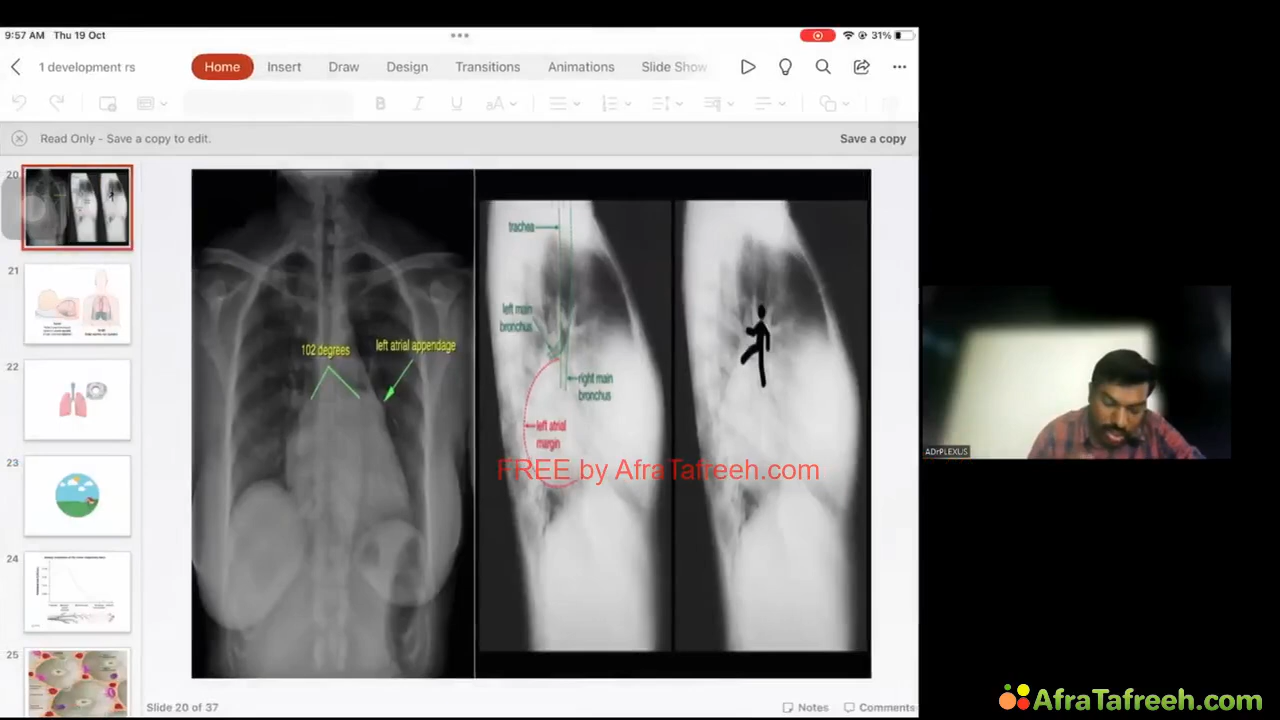 9:57 AM Thu 19 Oct
31%
1 development rs
Home Insert Draw Design Transitions Animations Slide Show
Read Only - Save a copy to edit.
Save a copy
20
21
22
23
24
25
102 degrees
left atrial appendage
trachea
left main
bronchus
right main
bronchus
left atrial
margin
FREE by AfraTafreeh.com
ADrPLEXUS
Slide 20 of 37
Notes
Comments
AfraTafreeh.com